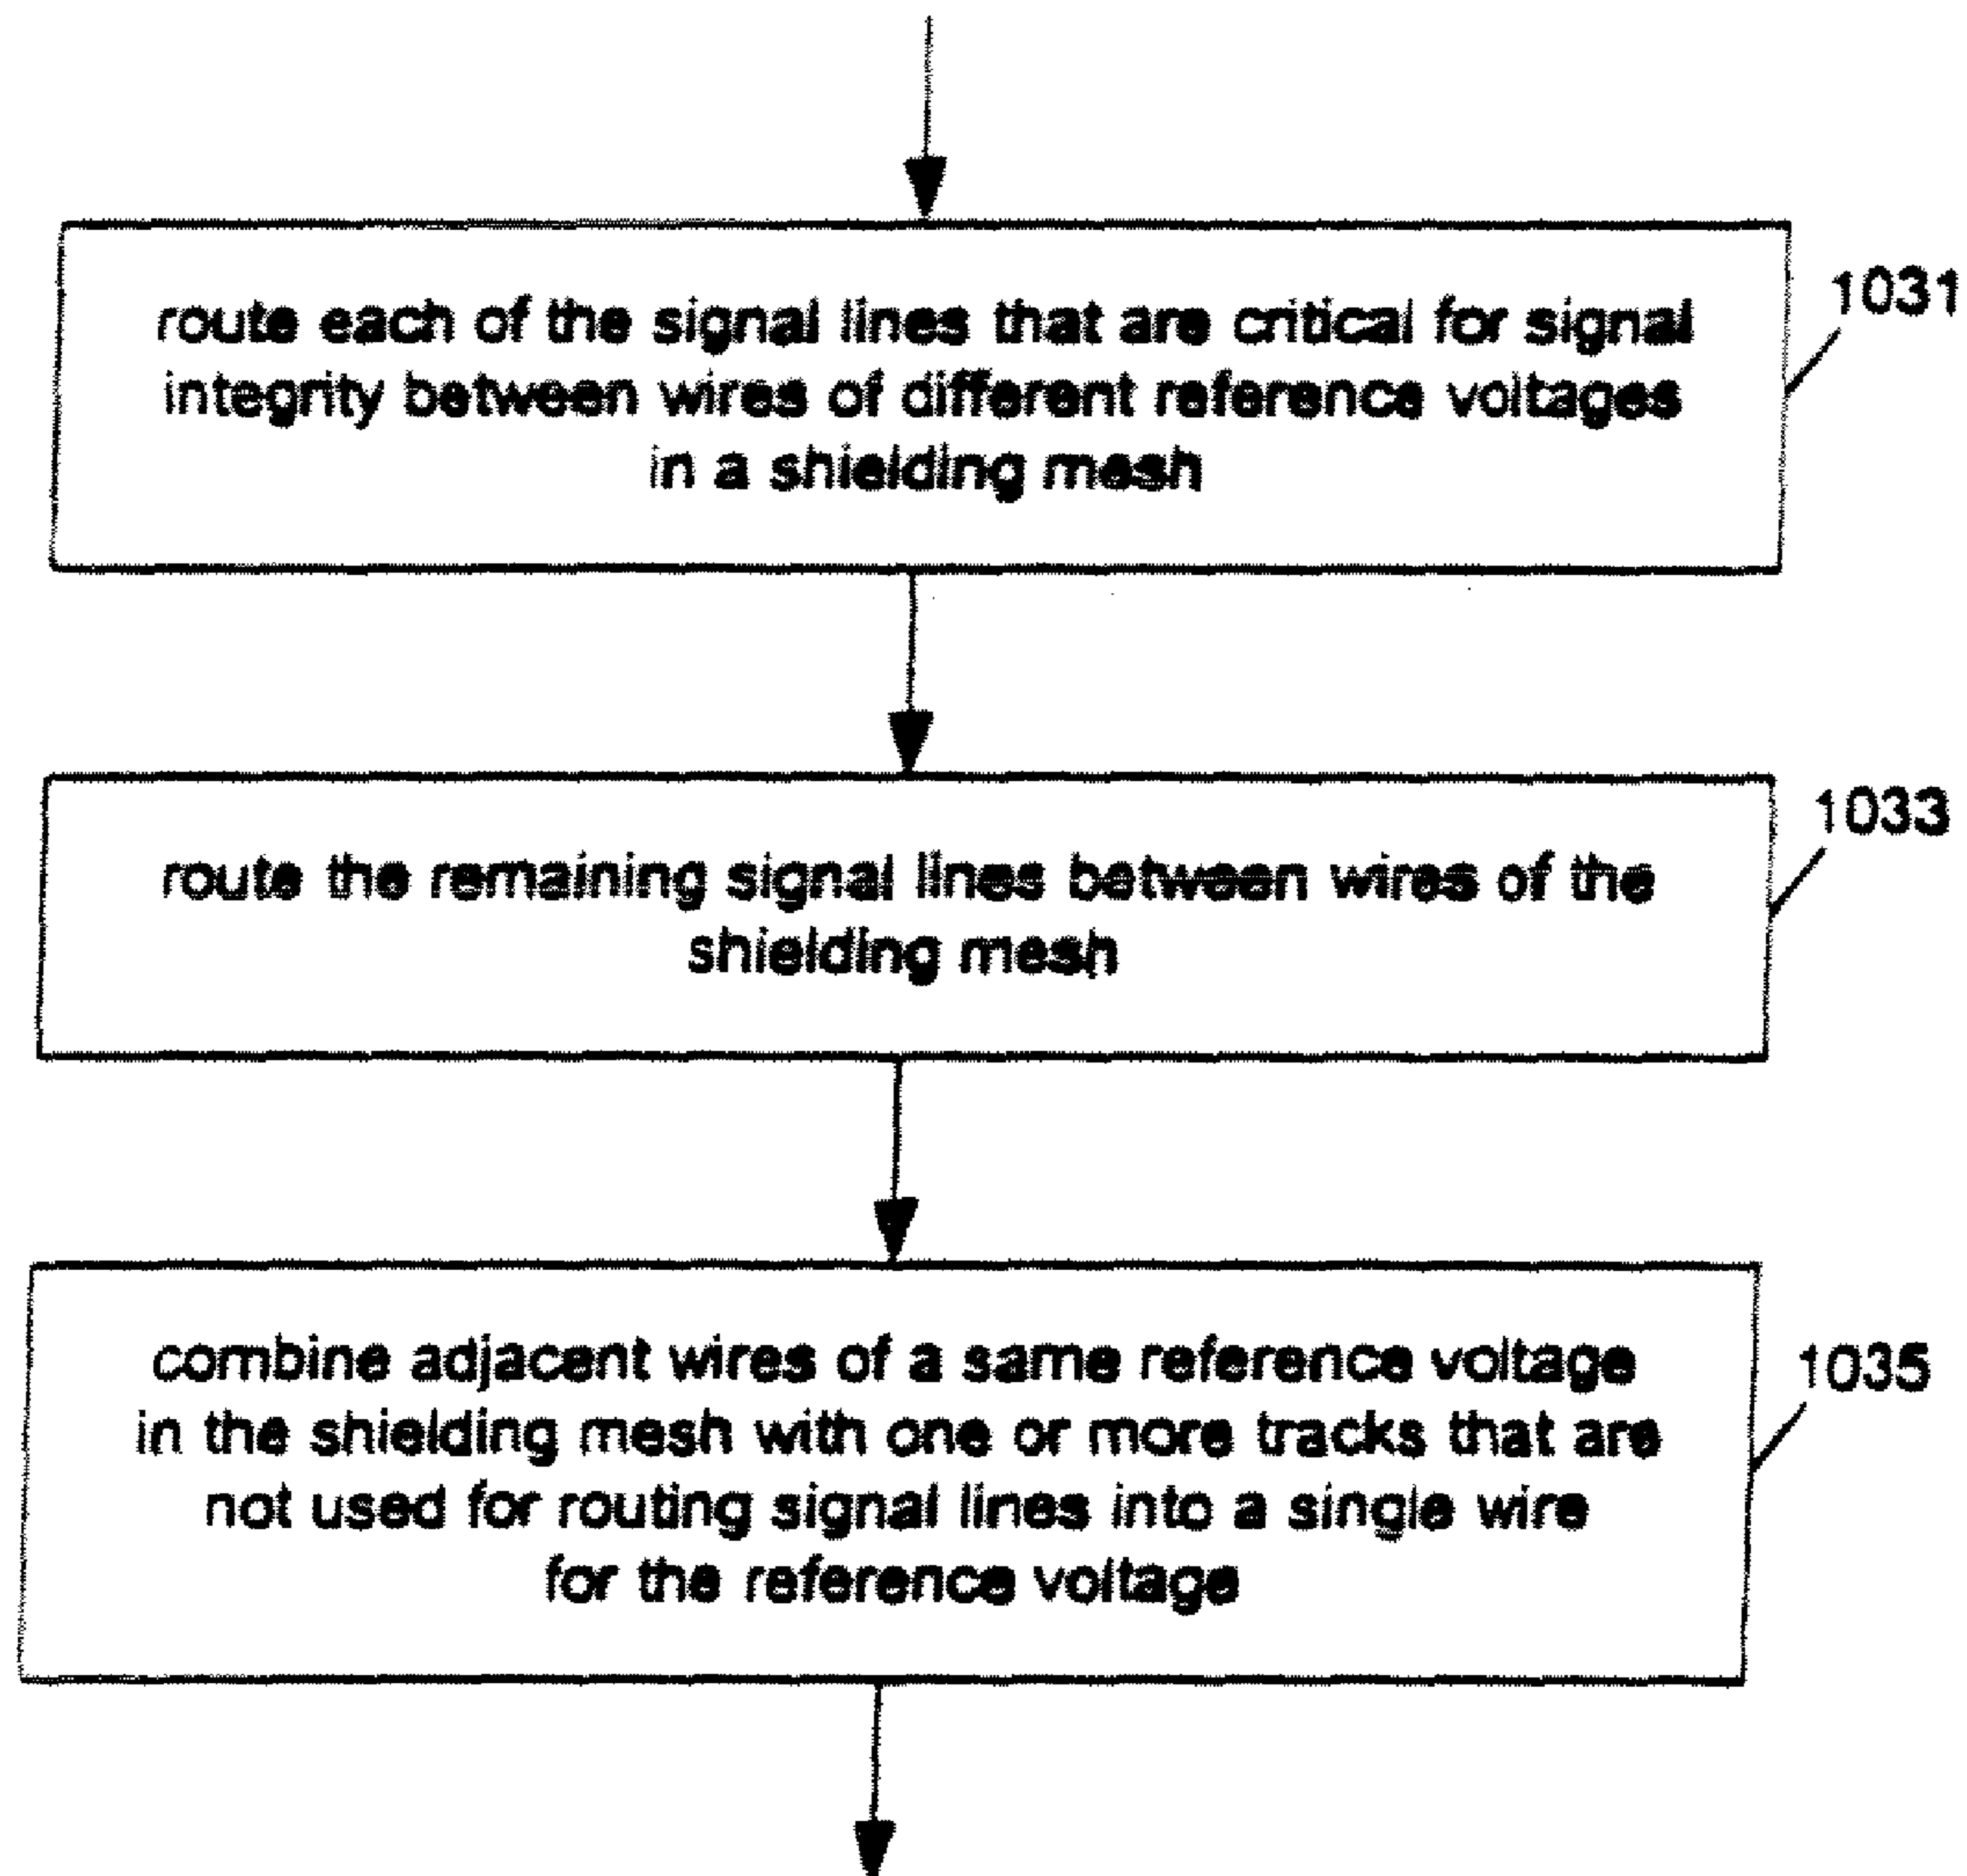 route each of the signal lines that are critical for signal
integrity between wires of different reference voltages
in a shielding mesh
1031
route the remaining signal lines between wires of the
shielding mesh
1033
combine adjacent wires of a same reference voltage
in the shielding mesh with one or more tracks that are
not used for routing signal lines into a single wire
for the reference voltage
1035